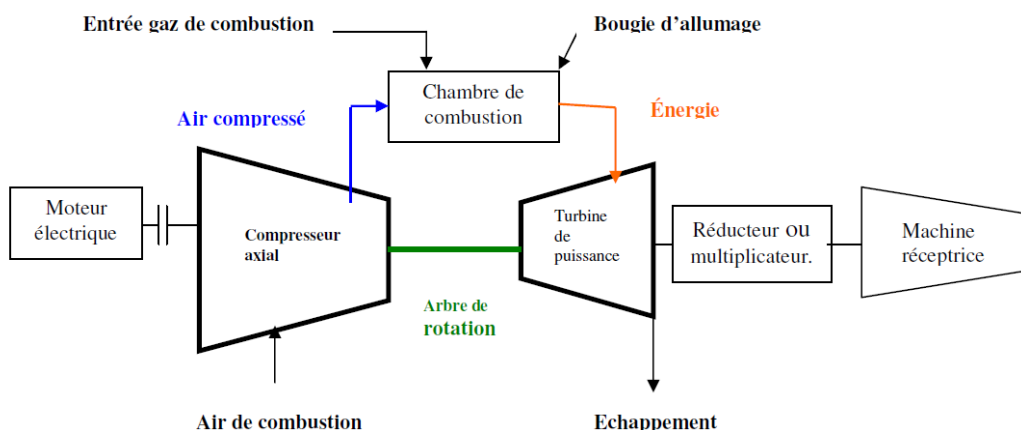 Entrée gaz de combustion
Bougie d'allumage
Chambre de
combustion
Air compressé
Énergie
Moteur
électrique
Compresseur
axial
Turbine
de
puissance
Réducteur ou
multiplicateur.
Machine
réceptrice
Arbre de
rotation
Air de combustion
Echappement